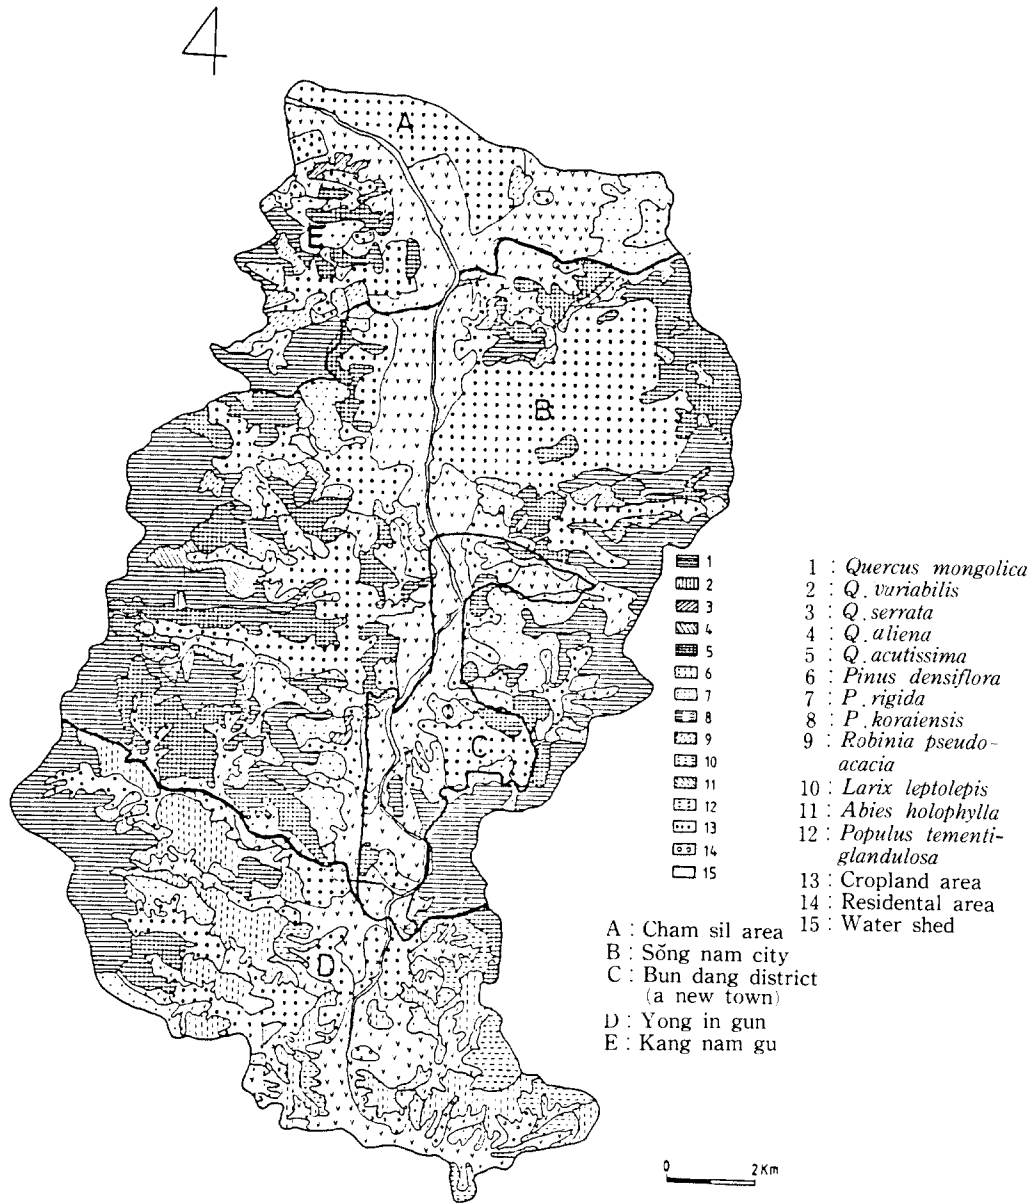 4
A
E
B
C
D
1
2
3
4
5
6
7
8
9
10
11
12
13
14
15
1 : Quercus mongolica
2 : Q. variabilis
3 : Q. serrata
4 : Q. aliena
5 : Q. acutissima
6 : Pinus densiflora
7 : P. rigida
8 : P. koraiensis
9 : Robinia pseudo-
acacia
10 : Larix leptolepis
11 : Abies holophylla
12 : Populus tementi-
glandulosa
13 : Cropland area
14 : Residental area
15 : Water shed
A : Cham sil area
B : Sŏng nam city
C : Bun dang district
(a new town)
D : Yong in gun
E : Kang nam gu
0 2 Km